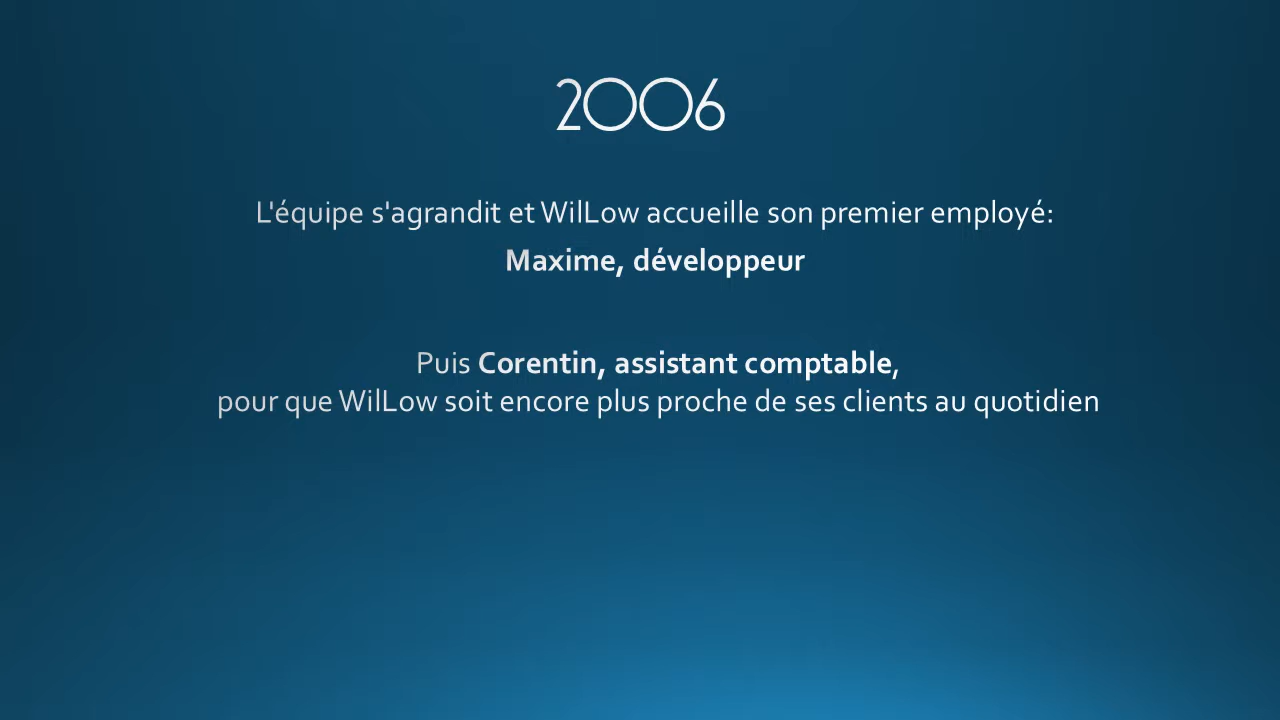 2006
L'équipe s'agrandit et WilLow accueille son premier employé:
Maxime, développeur
Puis Corentin, assistant comptable,
pour que WilLow soit encore plus proche de ses clients au quotidien